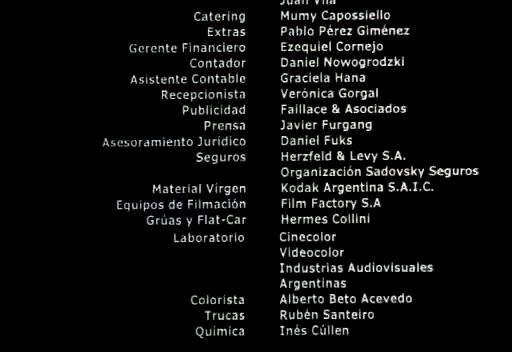 Juan Vila
Catering Mumy Capossiello
Extras Pablo Pérez Giménez
Gerente Financiero Ezequiel Cornejo
Contador Daniel Nowogrodzki
Asistente Contable Graciela Hana
Recepcionista Verónica Gorgal
Publicidad Faillace & Asociados
Prensa Javier Furgang
Asesoramiento Jurídico Daniel Fuks
Seguros Herzfeld & Levy S.A.
Organización Sadovsky Seguros
Material Virgen Kodak Argentina S.A.I.C.
Equipos de Filmación Film Factory S.A
Grúas y Flat-Car Hermes Collini
Laboratorio Cinecolor
Videocolor
Industrias Audiovisuales
Argentinas
Colorista Alberto Beto Acevedo
Trucas Rubén Santeiro
Química Inés Cúllen